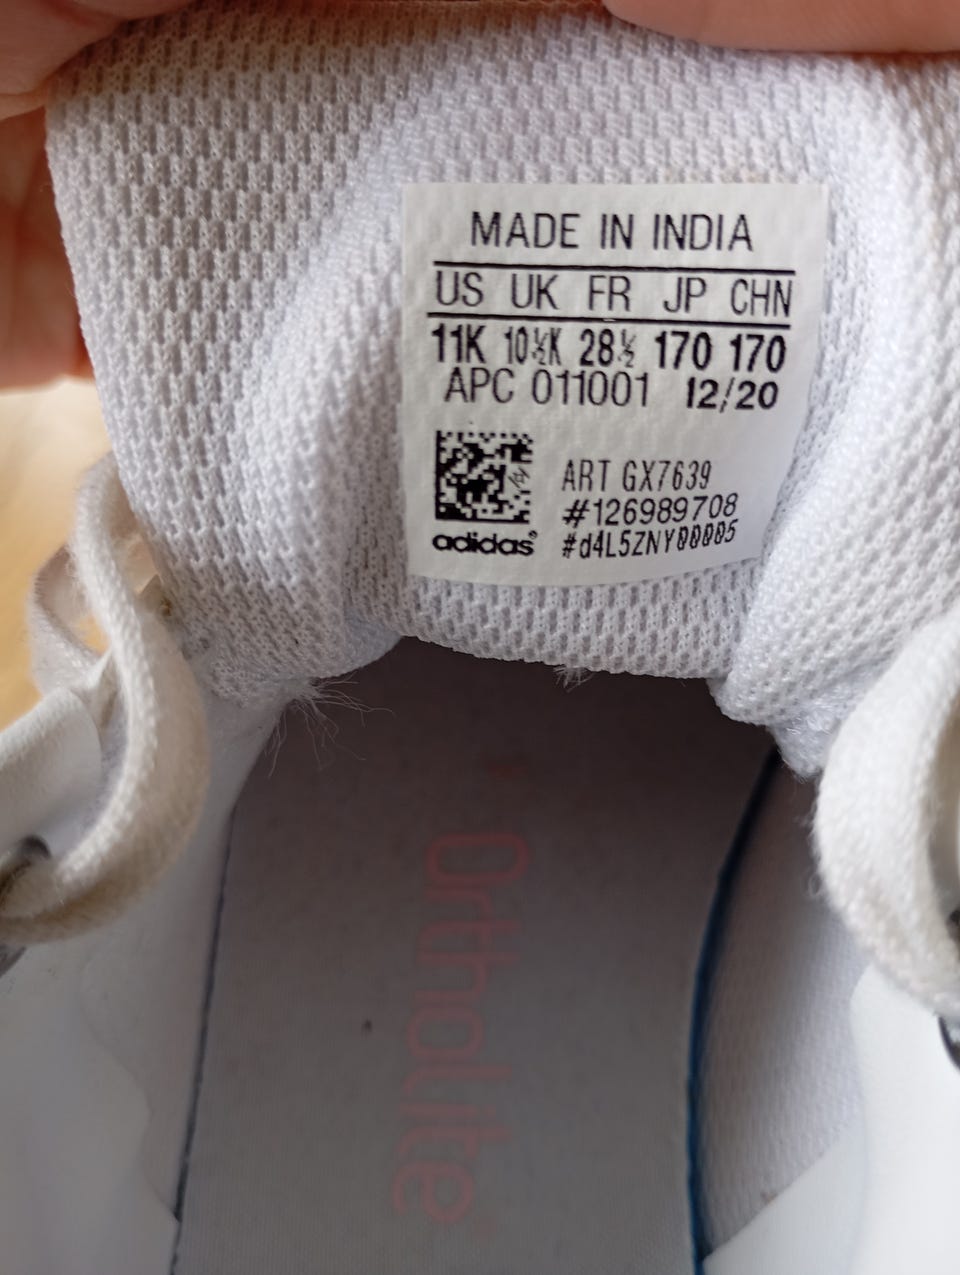 MADE IN INDIA
US UK FR JP CHN
11K 10½K 28½ 170 170
APC 011001 12/20
ART GX7639
#126989708
adidas® #d4L5ZNY00005
Ortholite